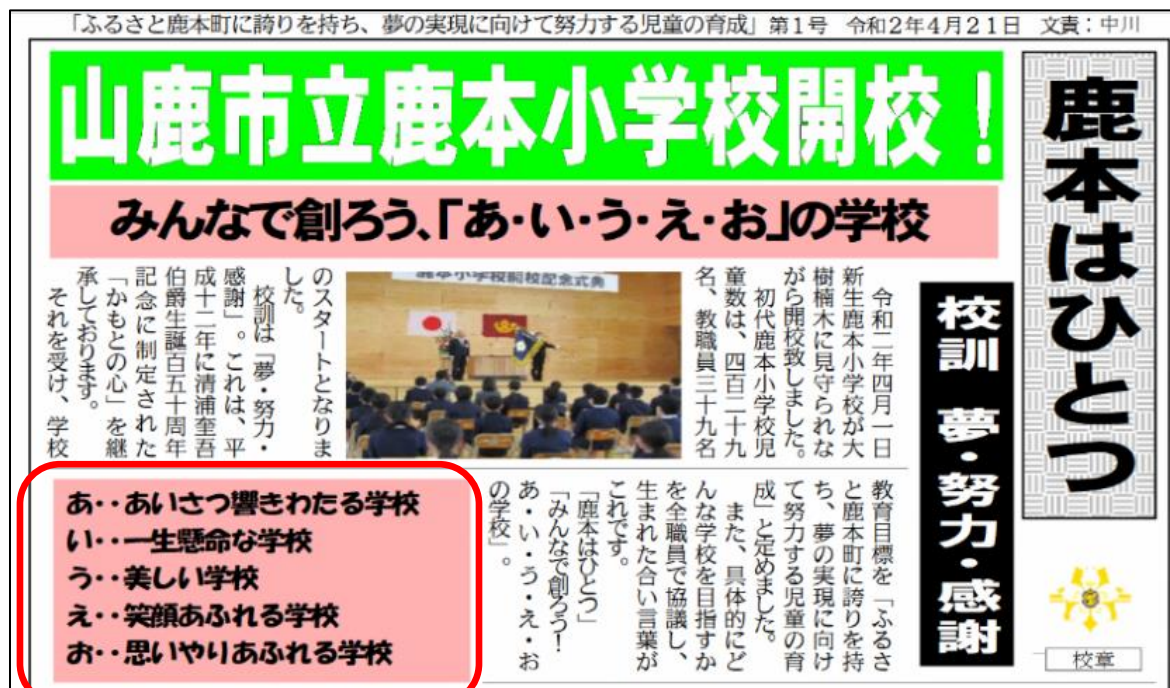 「ふるさと鹿本町に誇りを持ち、夢の実現に向けて努力する児童の育成」第1号 令和2年4月21日 文責：中川
鹿本はひとつ
山鹿市立鹿本小学校開校！
みんなで創ろう、「あ・い・う・え・お」の学校
校訓 夢・努力・感謝
校章
令和二年四月一日
新生鹿本小学校が大
樹楠木に見守られな
がら開校致しました。
初代鹿本小学校児
童数は、四百二十九
名、教職員三十九名
鹿本小学校開校記念式典
のスタートとなりま
した。
校訓は「夢・努力・
感謝」。これは、平
成十二年に清浦奎吾
伯爵生誕百五十周年
記念に制定された
「かもとの心」を継
承しております。
それを受け、学校
教育目標を「ふるさ
と鹿本町に誇りを持
ち、夢の実現に向け
て努力する児童の育
成」と定めました。
また、具体的にど
んな学校を目指すか
を全職員で協議し、
生まれた合い言葉が
これです。
「鹿本はひとつ」
「みんなで創ろう！
あ・い・う・え・お
の学校」。
あ・・あいさつ響きわたる学校
い・・一生懸命な学校
う・・美しい学校
え・・笑顔あふれる学校
お・・思いやりあふれる学校